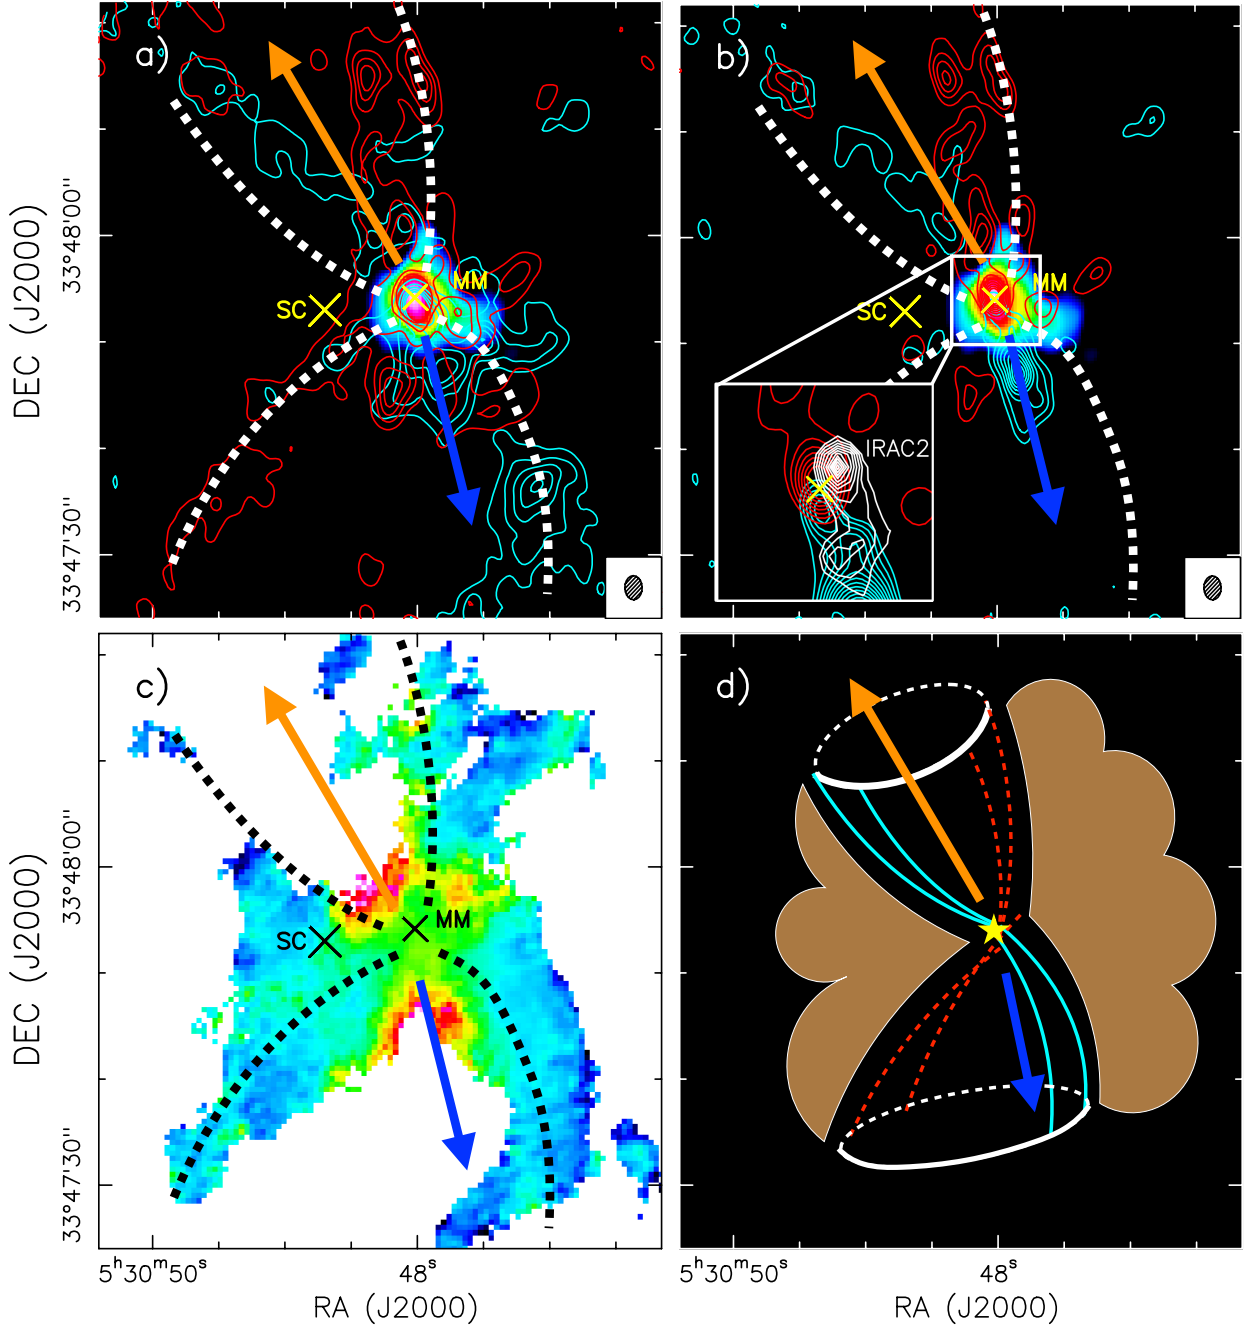 a)
SC
MM
b)
SC
MM
IRAC2
DEC (J2000)
33°48'00''
33°47'30''
c)
SC
MM
d)
DEC (J2000)
33°48'00''
33°47'30''
5ʰ30ᵐ50ˢ
48ˢ
5ʰ30ᵐ50ˢ
48ˢ
RA (J2000)
RA (J2000)